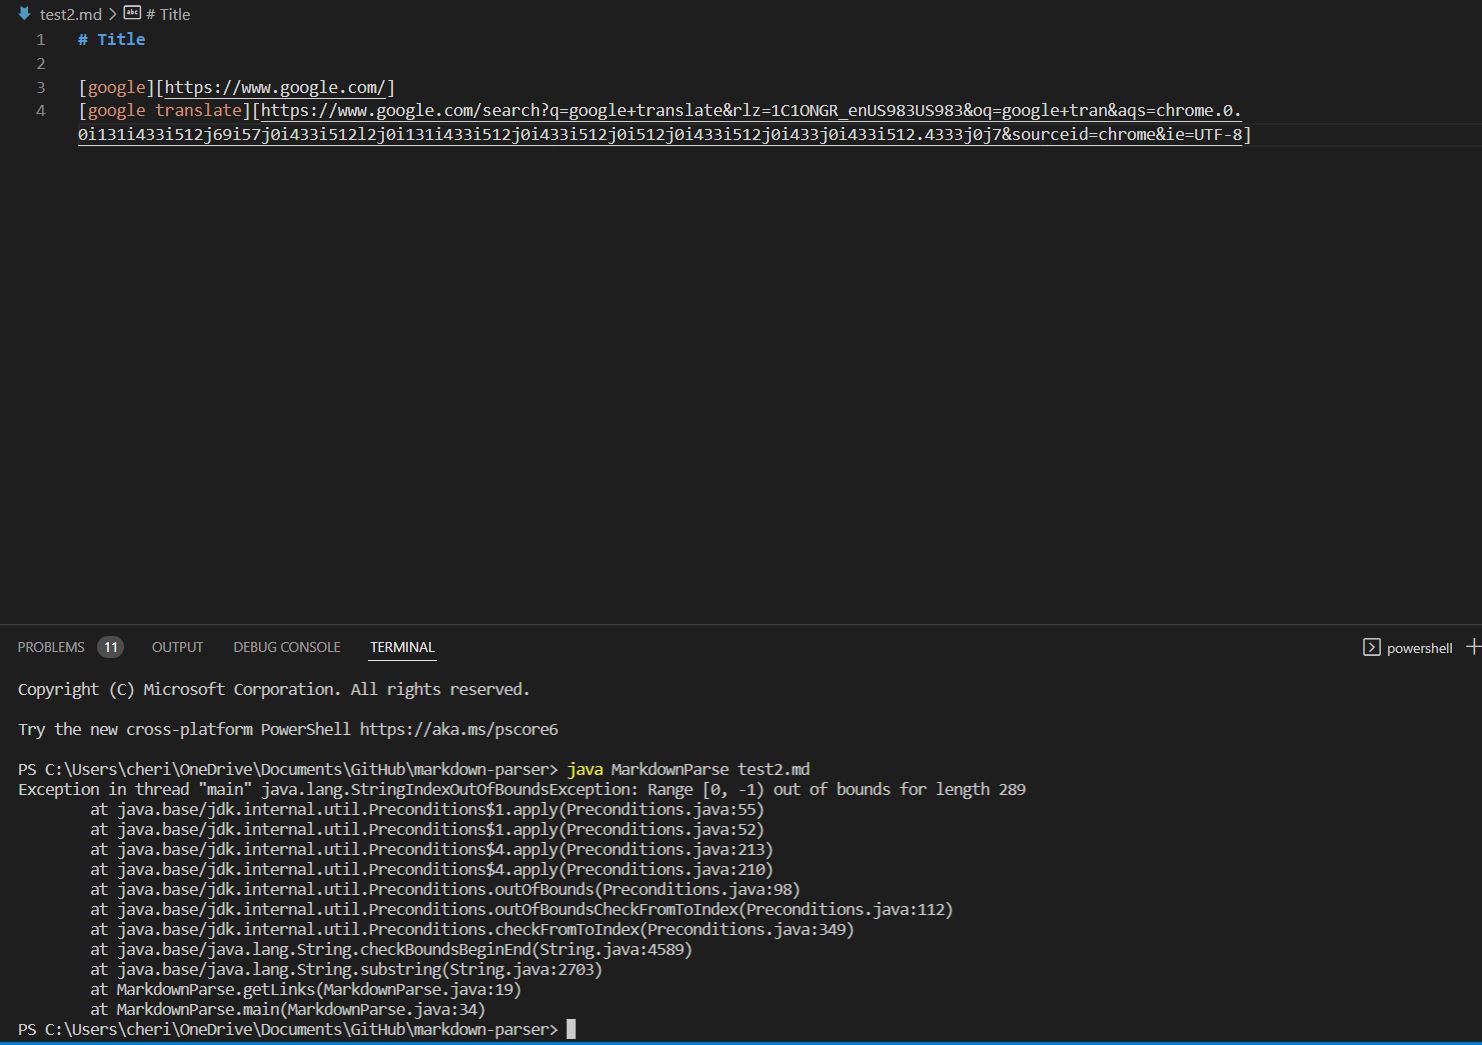 test2.md > abc # Title
1 # Title
2
3 [google][https://www.google.com/]
4 [google translate][https://www.google.com/search?q=google+translate&rlz=1C1ONGR_enUS983US983&oq=google+tran&aqs=chrome.0.
0i131i433i512j69i57j0i433i512l2j0i131i433i512j0i433i512j0i512j0i433i512j0i433j0i433i512.4333j0j7&sourceid=chrome&ie=UTF-8]
PROBLEMS 11 OUTPUT DEBUG CONSOLE TERMINAL powershell +
Copyright (C) Microsoft Corporation. All rights reserved.
Try the new cross-platform PowerShell https://aka.ms/pscore6
PS C:\Users\cheri\OneDrive\Documents\GitHub\markdown-parser> java MarkdownParse test2.md
Exception in thread "main" java.lang.StringIndexOutOfBoundsException: Range [0, -1) out of bounds for length 289
at java.base/jdk.internal.util.Preconditions$1.apply(Preconditions.java:55)
at java.base/jdk.internal.util.Preconditions$1.apply(Preconditions.java:52)
at java.base/jdk.internal.util.Preconditions$4.apply(Preconditions.java:213)
at java.base/jdk.internal.util.Preconditions$4.apply(Preconditions.java:210)
at java.base/jdk.internal.util.Preconditions.outOfBounds(Preconditions.java:98)
at java.base/jdk.internal.util.Preconditions.outOfBoundsCheckFromToIndex(Preconditions.java:112)
at java.base/jdk.internal.util.Preconditions.checkFromToIndex(Preconditions.java:349)
at java.base/java.lang.String.checkBoundsBeginEnd(String.java:4589)
at java.base/java.lang.String.substring(String.java:2703)
at MarkdownParse.getLinks(MarkdownParse.java:19)
at MarkdownParse.main(MarkdownParse.java:34)
PS C:\Users\cheri\OneDrive\Documents\GitHub\markdown-parser>